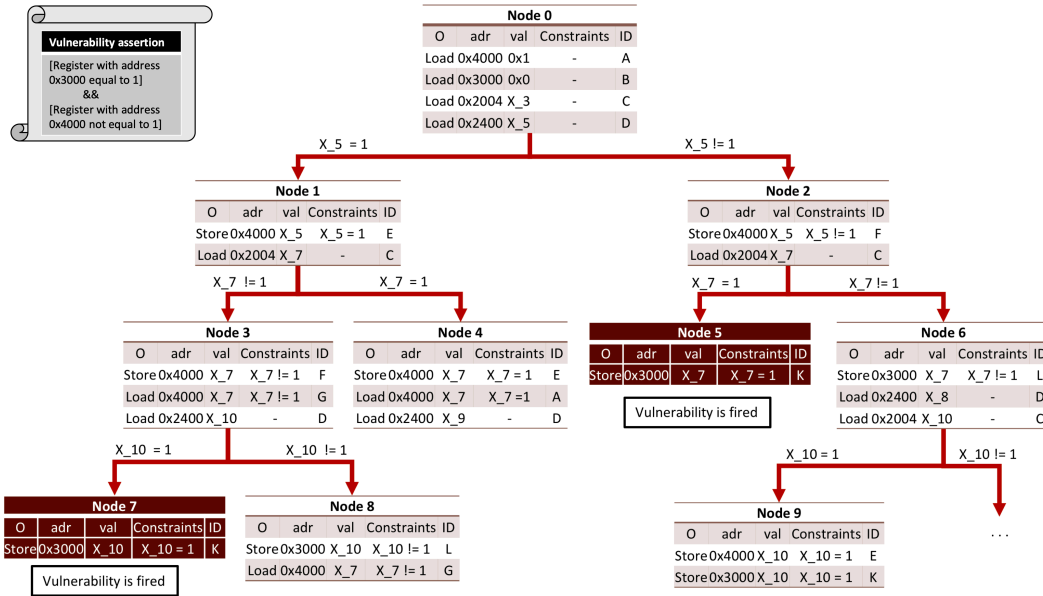 Vulnerability assertion
[Register with address
0x3000 equal to 1]
&&
[Register with address
0x4000 not equal to 1]
Node 0
O adr val Constraints ID
Load 0x4000 0x1 - A
Load 0x3000 0x0 - B
Load 0x2004 X_3 - C
Load 0x2400 X_5 - D
X_5 = 1
X_5 != 1
Node 1
O adr val Constraints ID
Store 0x4000 X_5 X_5 = 1 E
Load 0x2004 X_7 - C
Node 2
O adr val Constraints ID
Store 0x4000 X_5 X_5 != 1 F
Load 0x2004 X_7 - C
X_7 != 1
X_7 = 1
X_7 = 1
X_7 != 1
Node 3
O adr val Constraints ID
Store 0x4000 X_7 X_7 != 1 F
Load 0x4000 X_7 X_7 != 1 G
Load 0x2400 X_10 - D
Node 4
O adr val Constraints ID
Store 0x4000 X_7 X_7 = 1 E
Load 0x4000 X_7 X_7 =1 A
Load 0x2400 X_9 - D
Node 5
O adr val Constraints ID
Store 0x3000 X_7 X_7 = 1 K
Vulnerability is fired
Node 6
O adr val Constraints ID
Store 0x3000 X_7 X_7 != 1 L
Load 0x2400 X_8 - D
Load 0x2004 X_10 - C
X_10 = 1
X_10 != 1
X_10 = 1
X_10 != 1
Node 7
O adr val Constraints ID
Store 0x3000 X_10 X_10 = 1 K
Vulnerability is fired
Node 8
O adr val Constraints ID
Store 0x3000 X_10 X_10 != 1 L
Load 0x4000 X_7 X_7 != 1 G
Node 9
O adr val Constraints ID
Store 0x4000 X_10 X_10 = 1 E
Store 0x3000 X_10 X_10 = 1 K
. . .